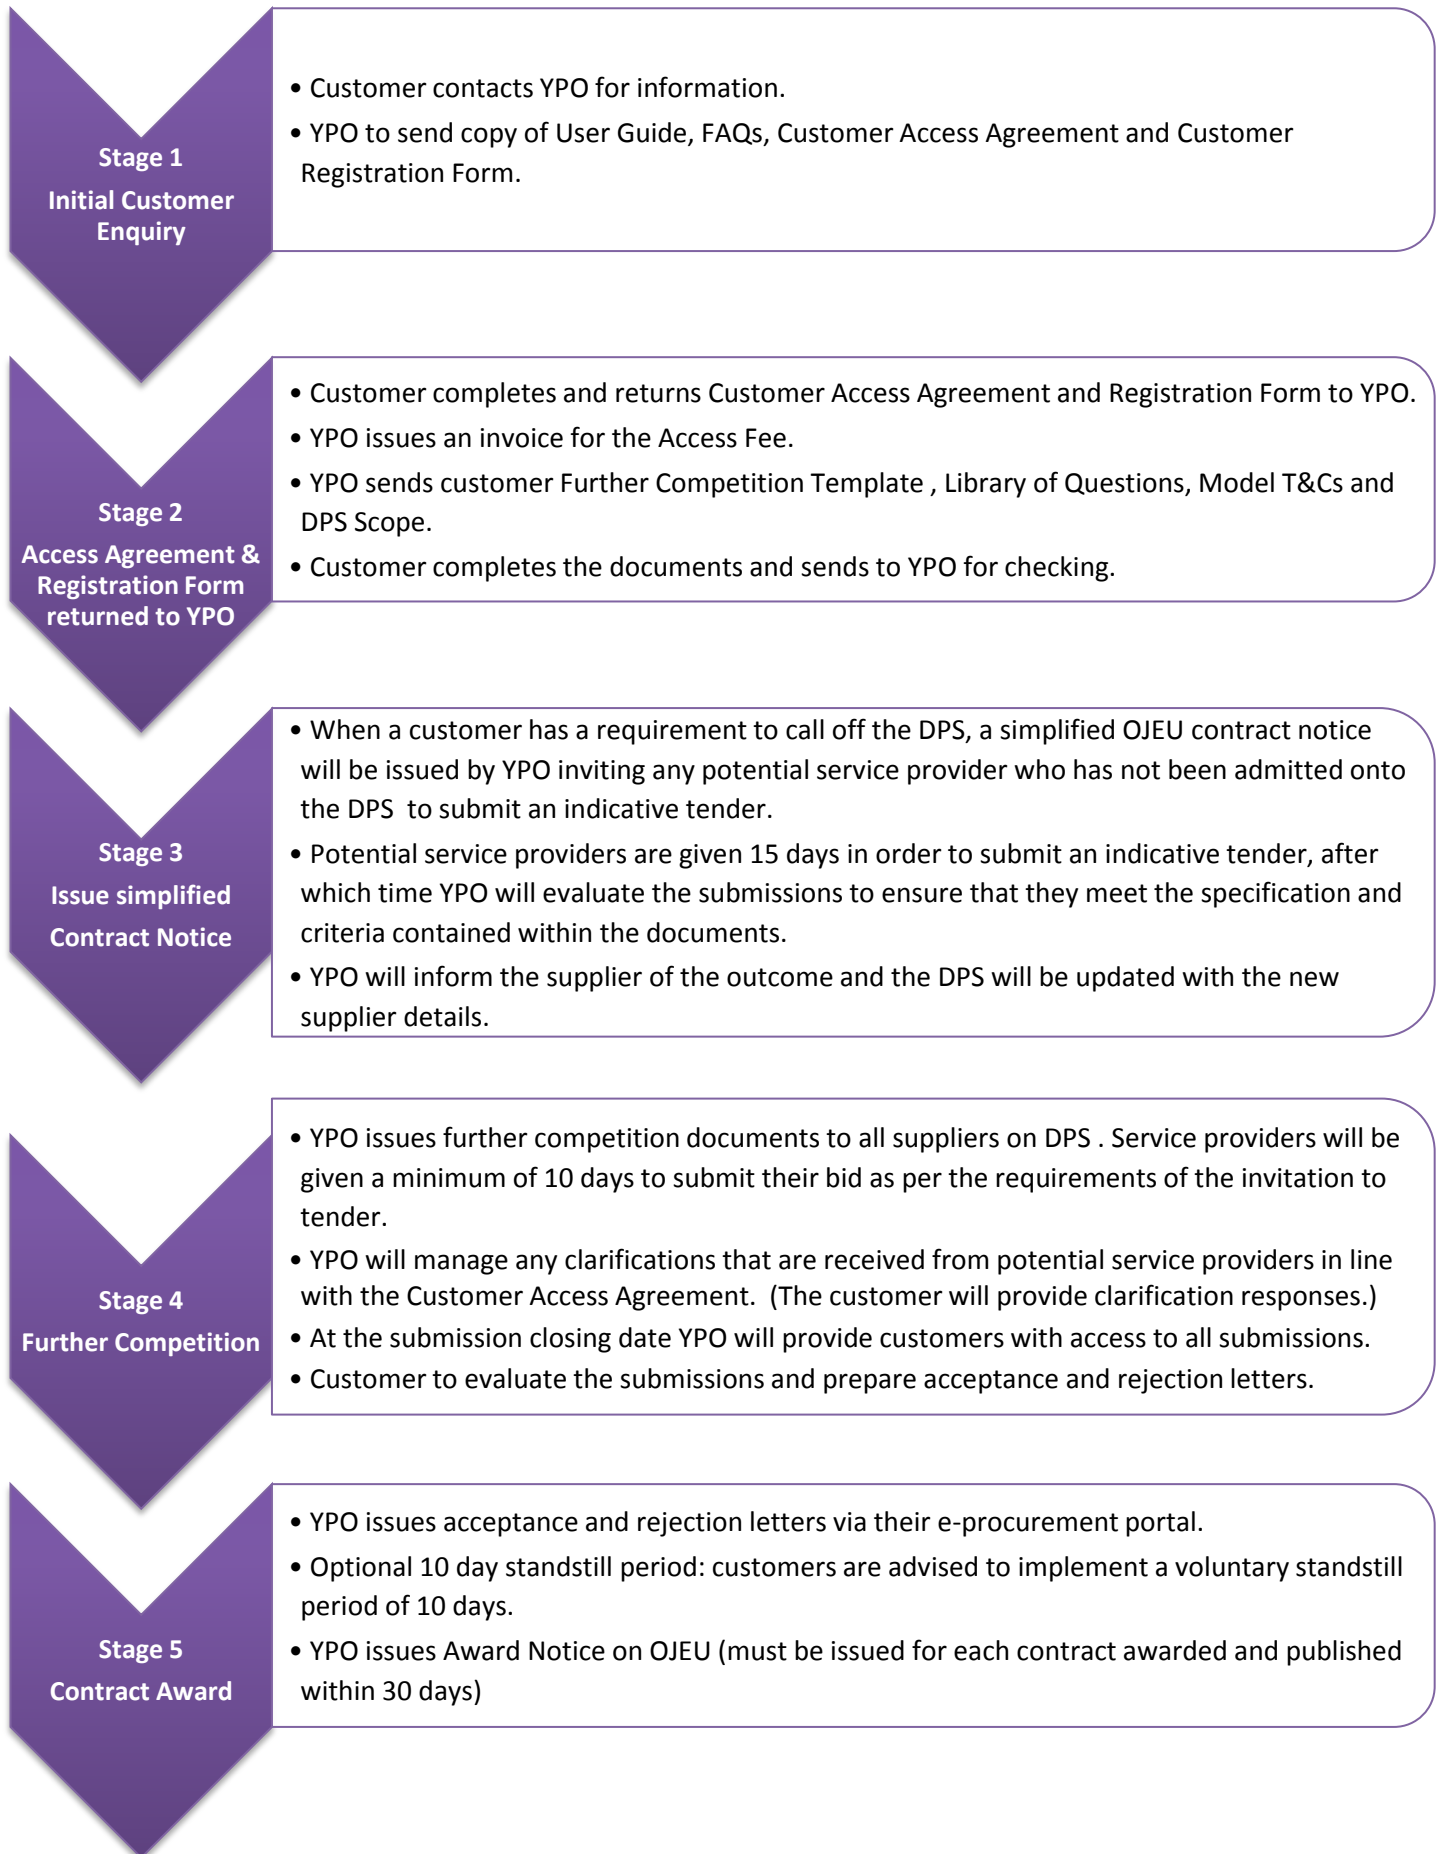 Stage 1
Initial Customer
Enquiry
• Customer contacts YPO for information.
• YPO to send copy of User Guide, FAQs, Customer Access Agreement and Customer
Registration Form.
Stage 2
Access Agreement &
Registration Form
returned to YPO
• Customer completes and returns Customer Access Agreement and Registration Form to YPO.
• YPO issues an invoice for the Access Fee.
• YPO sends customer Further Competition Template , Library of Questions, Model T&Cs and
DPS Scope.
• Customer completes the documents and sends to YPO for checking.
Stage 3
Issue simplified
Contract Notice
• When a customer has a requirement to call off the DPS, a simplified OJEU contract notice
will be issued by YPO inviting any potential service provider who has not been admitted onto
the DPS  to submit an indicative tender.
• Potential service providers are given 15 days in order to submit an indicative tender, after
which time YPO will evaluate the submissions to ensure that they meet the specification and
criteria contained within the documents.
• YPO will inform the supplier of the outcome and the DPS will be updated with the new
supplier details.
Stage 4
Further Competition
• YPO issues further competition documents to all suppliers on DPS . Service providers will be
given a minimum of 10 days to submit their bid as per the requirements of the invitation to
tender.
• YPO will manage any clarifications that are received from potential service providers in line
with the Customer Access Agreement.  (The customer will provide clarification responses.)
• At the submission closing date YPO will provide customers with access to all submissions.
• Customer to evaluate the submissions and prepare acceptance and rejection letters.
Stage 5
Contract Award
• YPO issues acceptance and rejection letters via their e-procurement portal.
• Optional 10 day standstill period: customers are advised to implement a voluntary standstill
period of 10 days.
• YPO issues Award Notice on OJEU (must be issued for each contract awarded and published
within 30 days)